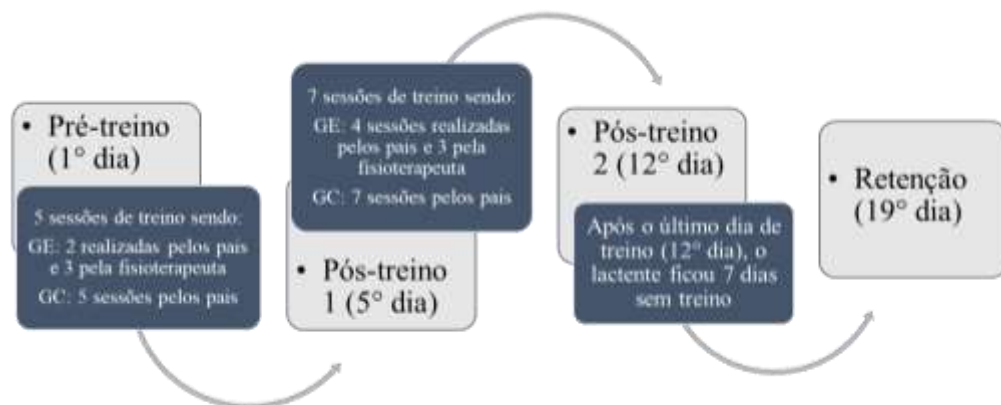 • Pré-treino
(1° dia)
5 sessões de treino sendo:
GE: 2 realizadas pelos pais
e 3 pela fisioterapeuta
GC: 5 sessões pelos pais
7 sessões de treino sendo:
GE: 4 sessões realizadas
pelos pais e 3 pela
fisioterapeuta
GC: 7 sessões pelos pais
• Pós-treino
1 (5° dia)
• Pós-treino
2 (12° dia)
Após o último dia de
treino (12° dia), o
lactente ficou 7 dias
sem treino
• Retenção
(19° dia)